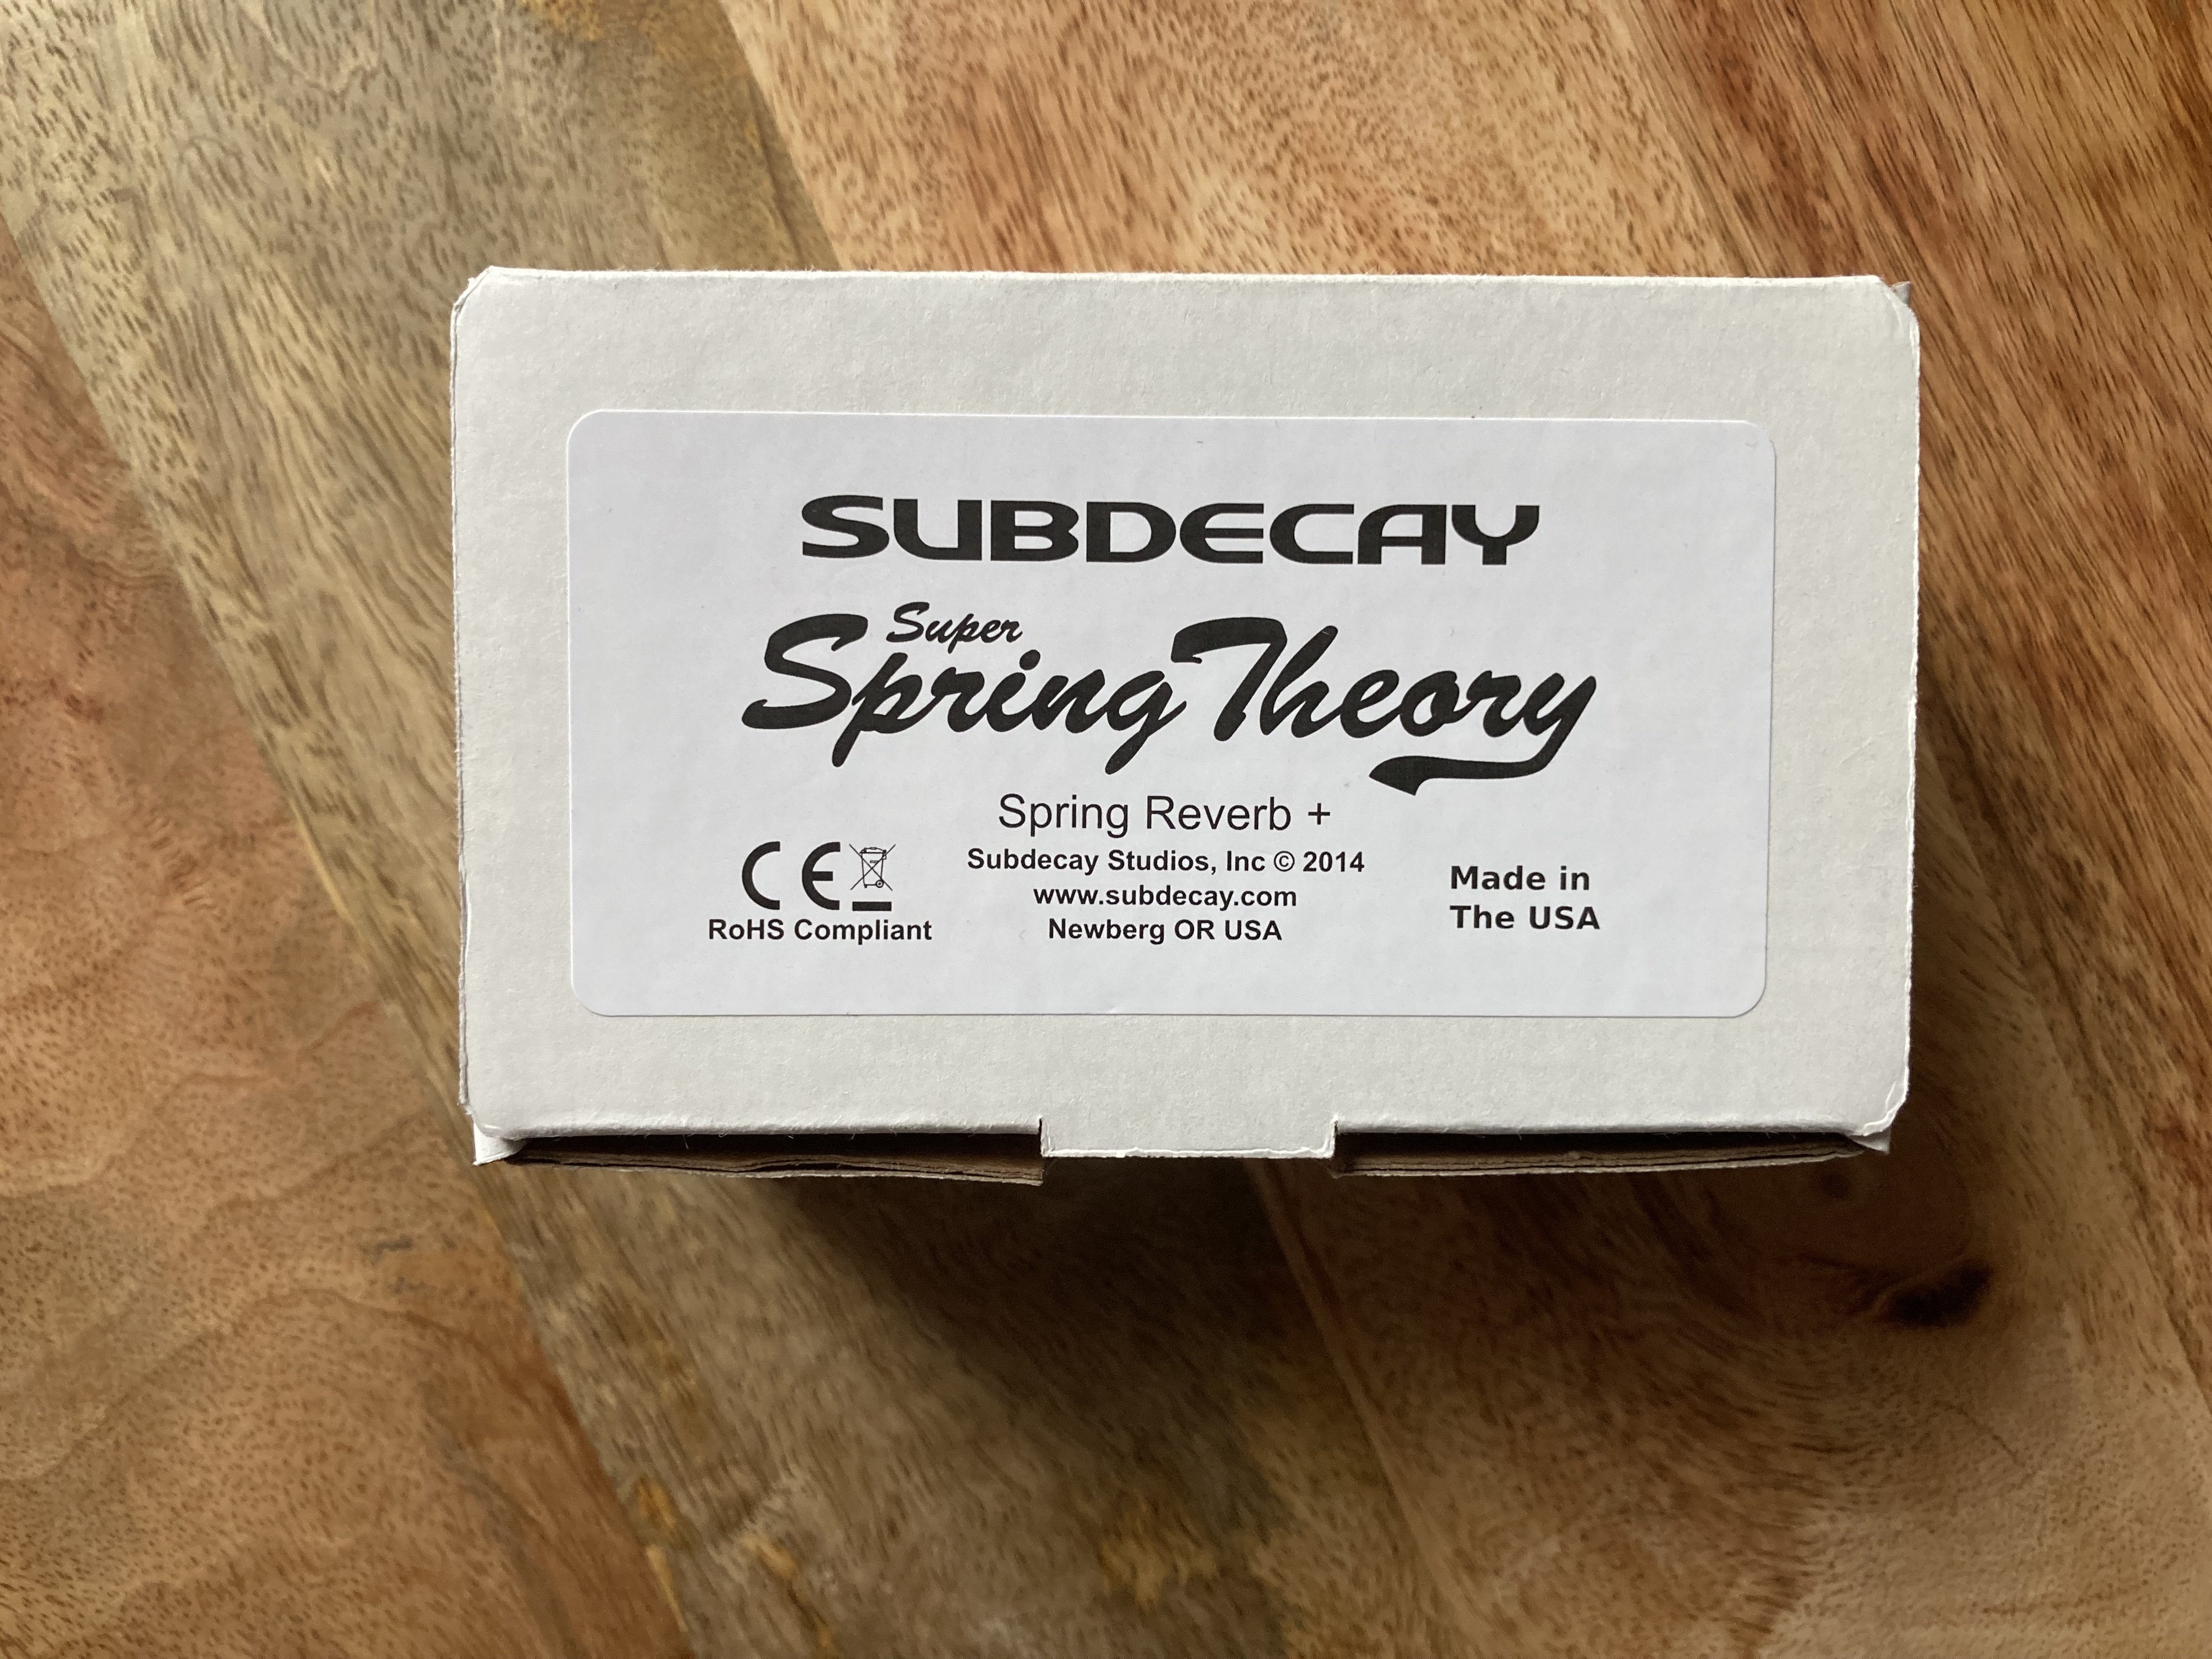 SUBDECAY
Super
Spring Theory
Spring Reverb +
CE
RoHS Compliant
Subdecay Studios, Inc © 2014
www.subdecay.com
Newberg OR USA
Made in
The USA